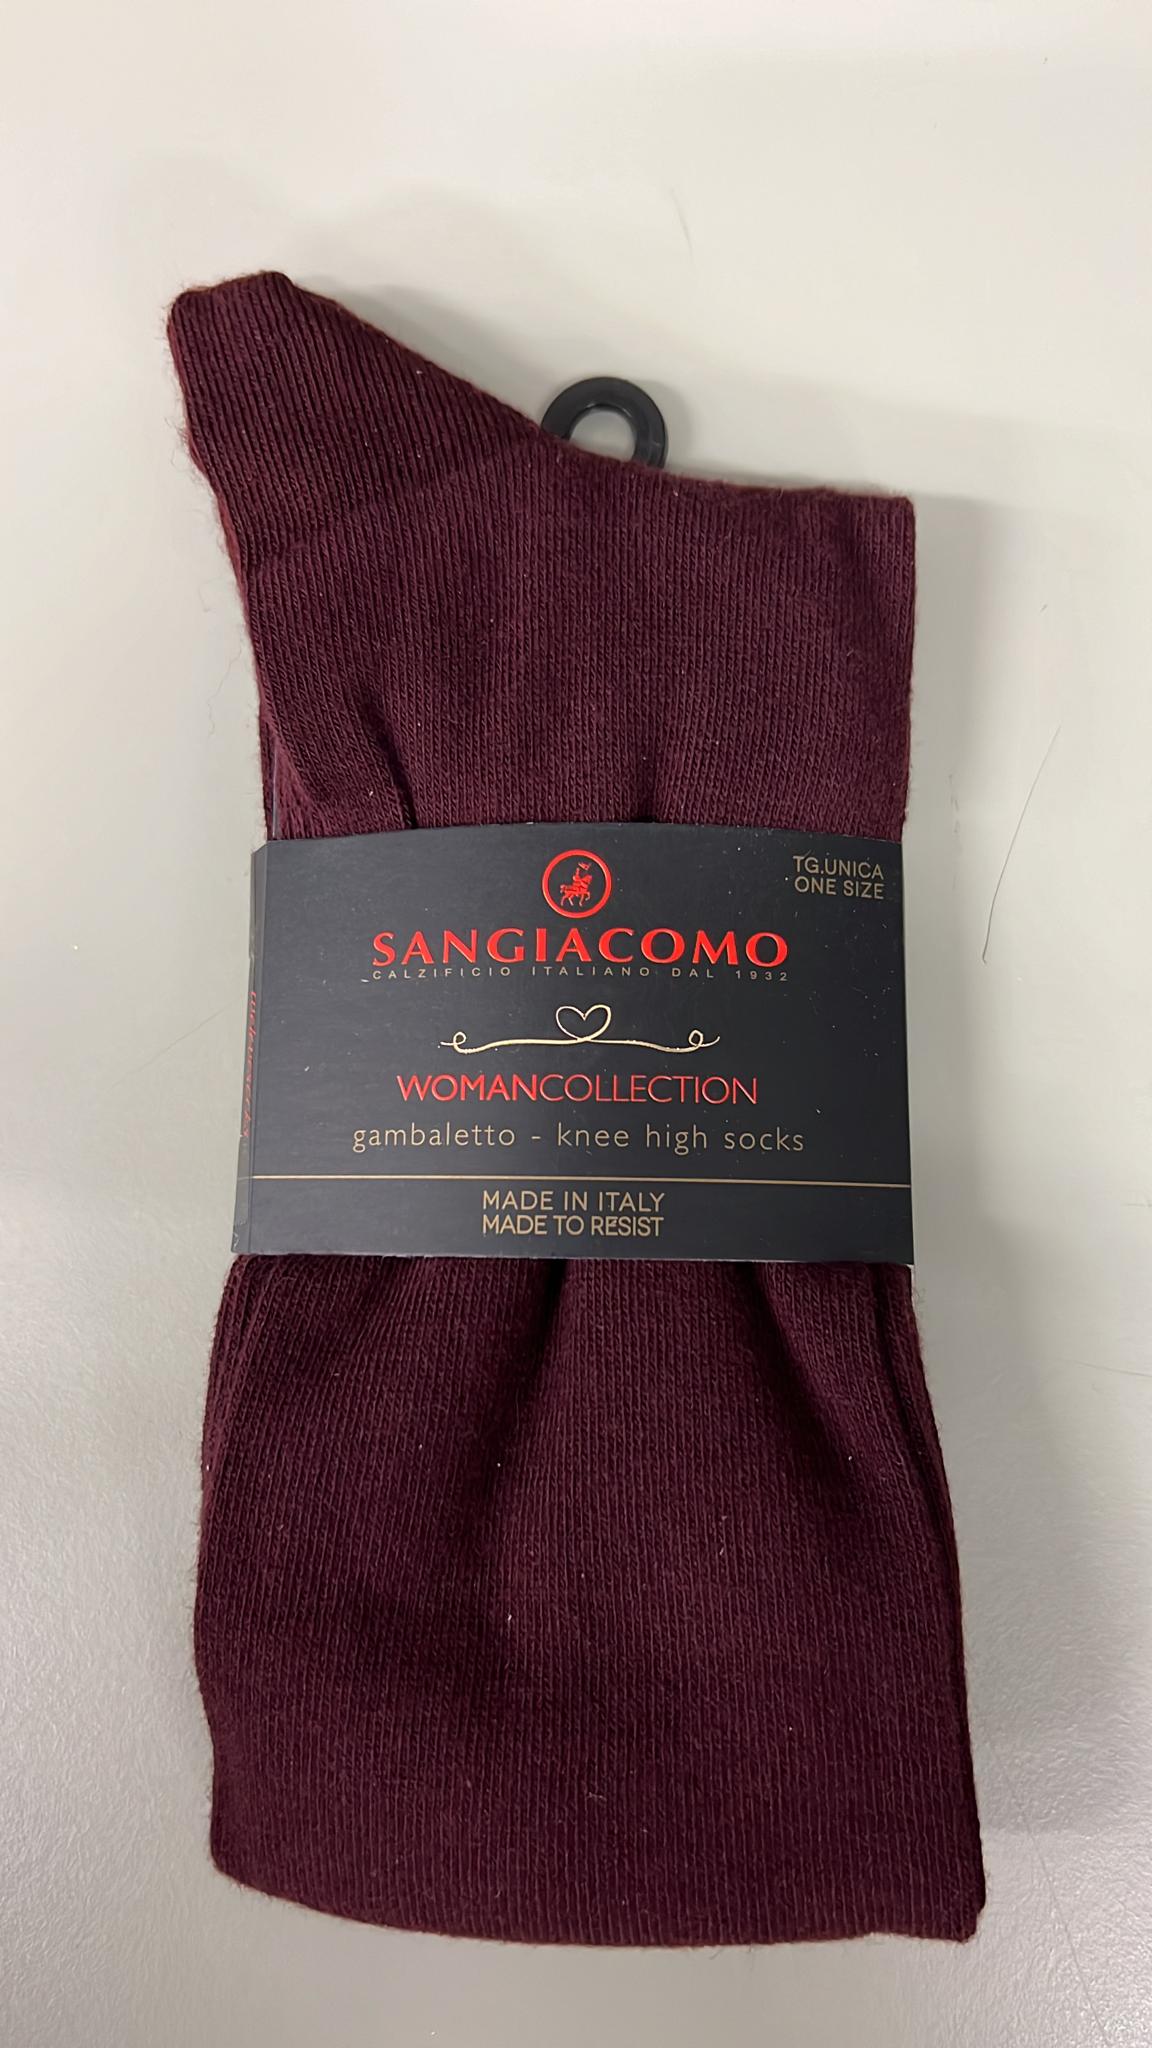 TG.UNICA
ONE SIZE
SANGIACOMO
CALZIFICIO ITALIANO DAL 1932
WOMANCOLLECTION
gambaletto - knee high socks
MADE IN ITALY
MADE TO RESIST